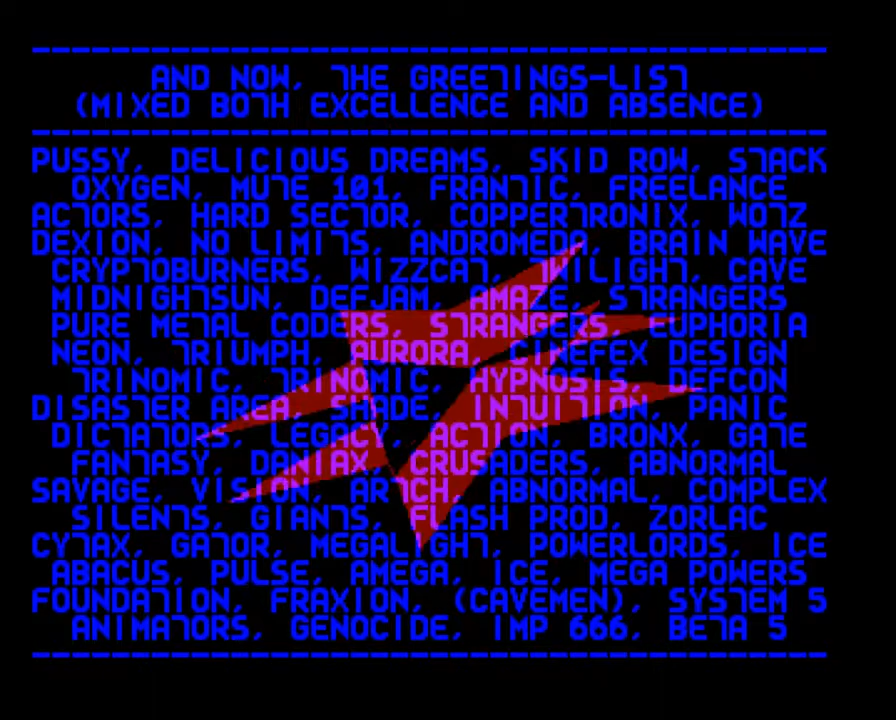 AND NOW, THE GREETINGS-LIST
(MIXED BOTH EXCELLENCE AND ABSENCE)
PUSSY, DELICIOUS DREAMS, SKID ROW, STACK
OXYGEN, MUTE 101, FRANTIC, FREELANCE
ACTORS, HARD SECTOR, COPPERTRONIX, WOTZ
DEXION, NO LIMITS, ANDROMEDA, BRAIN WAVE
CRYPTOBURNERS, WIZZCAT, TWILIGHT, CAVE
MIDNIGHTSUN, DEFJAM, AMAZE, STRANGERS
PURE METAL CODERS, STRANGERS, EUPHORIA
NEON, TRIUMPH, AURORA, CINEFEX DESIGN
TRINOMIC, TRINOMIC, HYPNOSIS, DEFCON
DISASTER AREA, SHADE, INTUITION, PANIC
DICTATORS, LEGACY, ACTION, BRONX, GATE
FANTASY, DANIAX, CRUSADERS, ABNORMAL
SAVAGE, VISION, ARTCH, ABNORMAL, COMPLEX
SILENTS, GIANTS, FLASH PROD, ZORLAC
CYTAX, GATOR, MEGALIGHT, POWERLORDS, ICE
ABACUS, PULSE, AMEGA, ICE, MEGA POWERS
FOUNDATION, FRAXION, (CAVEMEN), SYSTEM 5
ANIMATORS, GENOCIDE, IMP 666, BETA 5